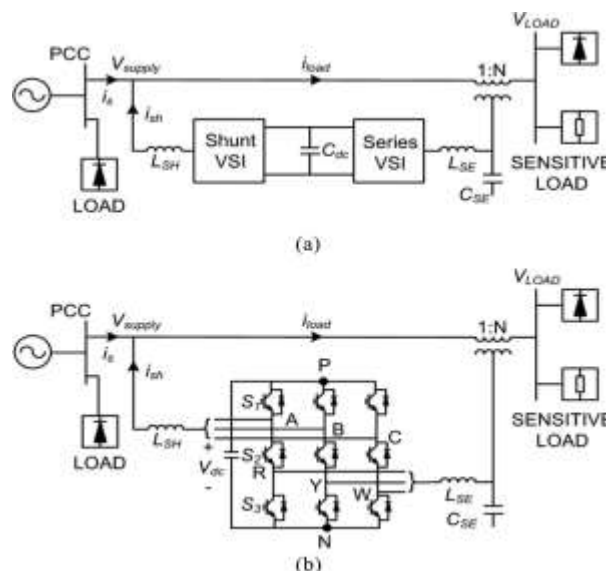 PCC
V_supply
i_s
i_sh
i_load
1:N
V_LOAD
L_SH
Shunt
VSI
C_dc
Series
VSI
L_SE
C_SE
LOAD
SENSITIVE
LOAD
(a)
PCC
V_supply
i_s
i_sh
i_load
1:N
V_LOAD
P
S_1
A
B
C
L_SH
+
V_dc
-
S_2
R
Y
W
S_3
N
L_SE
C_SE
LOAD
SENSITIVE
LOAD
(b)